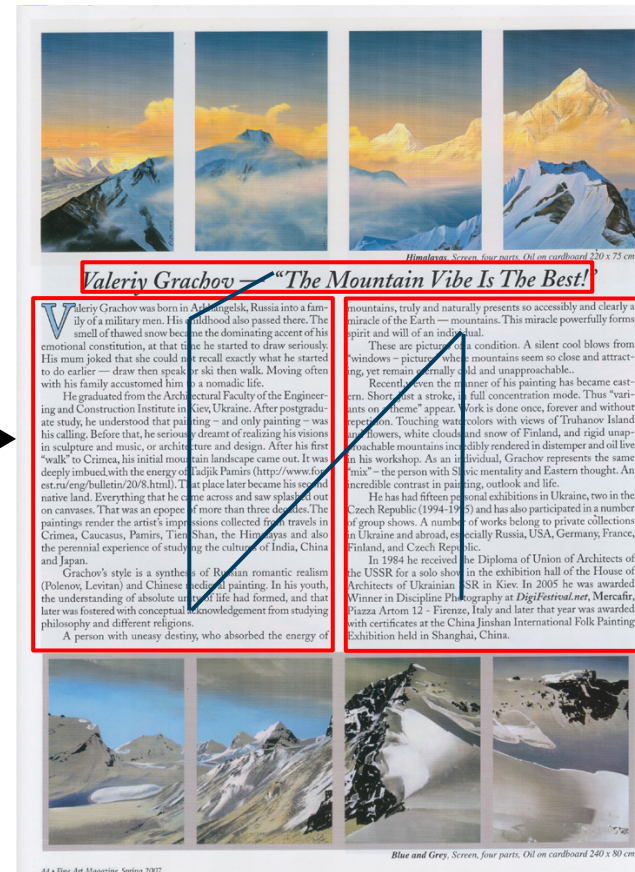 Himalayas, Screen, four parts, Oil on cardboard 220 x 75 cm
Valeriy Grachov — “The Mountain Vibe Is The Best!”
Valeriy Grachov was born in Arkhangelsk, Russia into a fam-
ily of a military men. His childhood also passed there. The
smell of thawed snow became the dominating accent of his
emotional constitution, at that time he started to draw seriously.
His mum joked that she could not recall exactly what he started
to do earlier — draw then speak or ski then walk. Moving often
with his family accustomed him to a nomadic life.
He graduated from the Architectural Faculty of the Engineer-
ing and Construction Institute in Kiev, Ukraine. After postgradu-
ate study, he understood that painting – and only painting – was
his calling. Before that, he seriously dreamt of realizing his visions
in sculpture and music, or architecture and design. After his first
"walk" to Crimea, his initial mountain landscape came out. It was
deeply imbued,with the energy of Tadjik Pamirs (http://www.for
est.ru/eng/bulletin/20/8.html). That place later became his second
native land. Everything that he came across and saw splashed out
on canvases. That was an epopee of more than three decades.The
paintings render the artist's impressions collected from travels in
Crimea, Caucasus, Pamirs, Tien Shan, the Himalayas and also
the perennial experience of studying the cultures of India, China
and Japan.
Grachov's style is a synthesis of Russian romantic realism
(Polenov, Levitan) and Chinese medieval painting. In his youth,
the understanding of absolute unity of life had formed, and that
later was fostered with conceptual acknowledgement from studying
philosophy and different religions.
A person with uneasy destiny, who absorbed the energy of
mountains, truly and naturally presents so accessibly and clearly a
miracle of the Earth — mountains. This miracle powerfully forms
spirit and will of an individual.
These are pictures of a condition. A silent cool blows from
"windows – pictures" where mountains seem so close and attract-
ing, yet remain eternally cold and unapproachable..
Recently, even the manner of his painting has became east-
ern. Short, just a stroke, in full concentration mode. Thus "vari-
ants on a theme" appear. Work is done once, forever and without
repetition. Touching watercolors with views of Truhanov Island
and flowers, white clouds and snow of Finland, and rigid unap-
proachable mountains incredibly rendered in distemper and oil live
in his workshop. As an individual, Grachov represents the same
"mix" – the person with Slavic mentality and Eastern thought. An
incredible contrast in painting, outlook and life.
He has had fifteen personal exhibitions in Ukraine, two in the
Czech Republic (1994-1995) and has also participated in a number
of group shows. A number of works belong to private collections
in Ukraine and abroad, especially Russia, USA, Germany, France,
Finland, and Czech Republic.
In 1984 he received the Diploma of Union of Architects of
the USSR for a solo show in the exhibition hall of the House of
Architects of Ukrainian SSR in Kiev. In 2005 he was awarded
Winner in Discipline Photography at DigiFestival.net, Mercafir,
Piazza Artom 12 - Firenze, Italy and later that year was awarded
with certificates at the China Jinshan International Folk Painting
Exhibition held in Shanghai, China.
Blue and Grey, Screen, four parts, Oil on cardboard 240 x 80 cm
44 • Fine Art Magazine Spring 2007